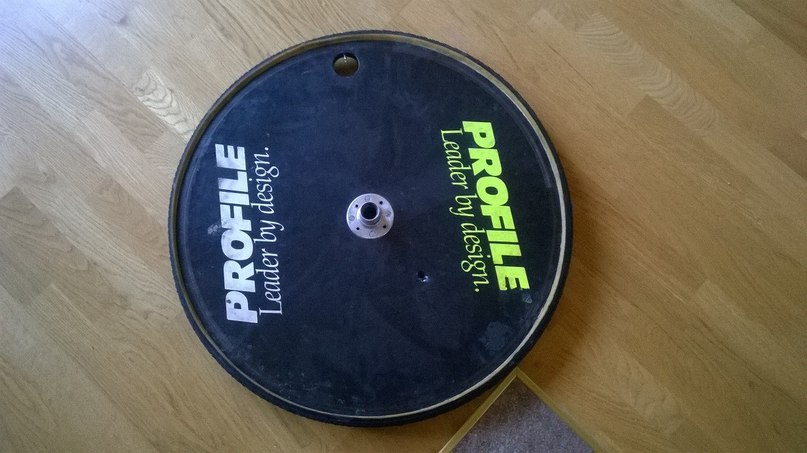 PROFILE
Leader by design.
PROFILE
Leader by design.